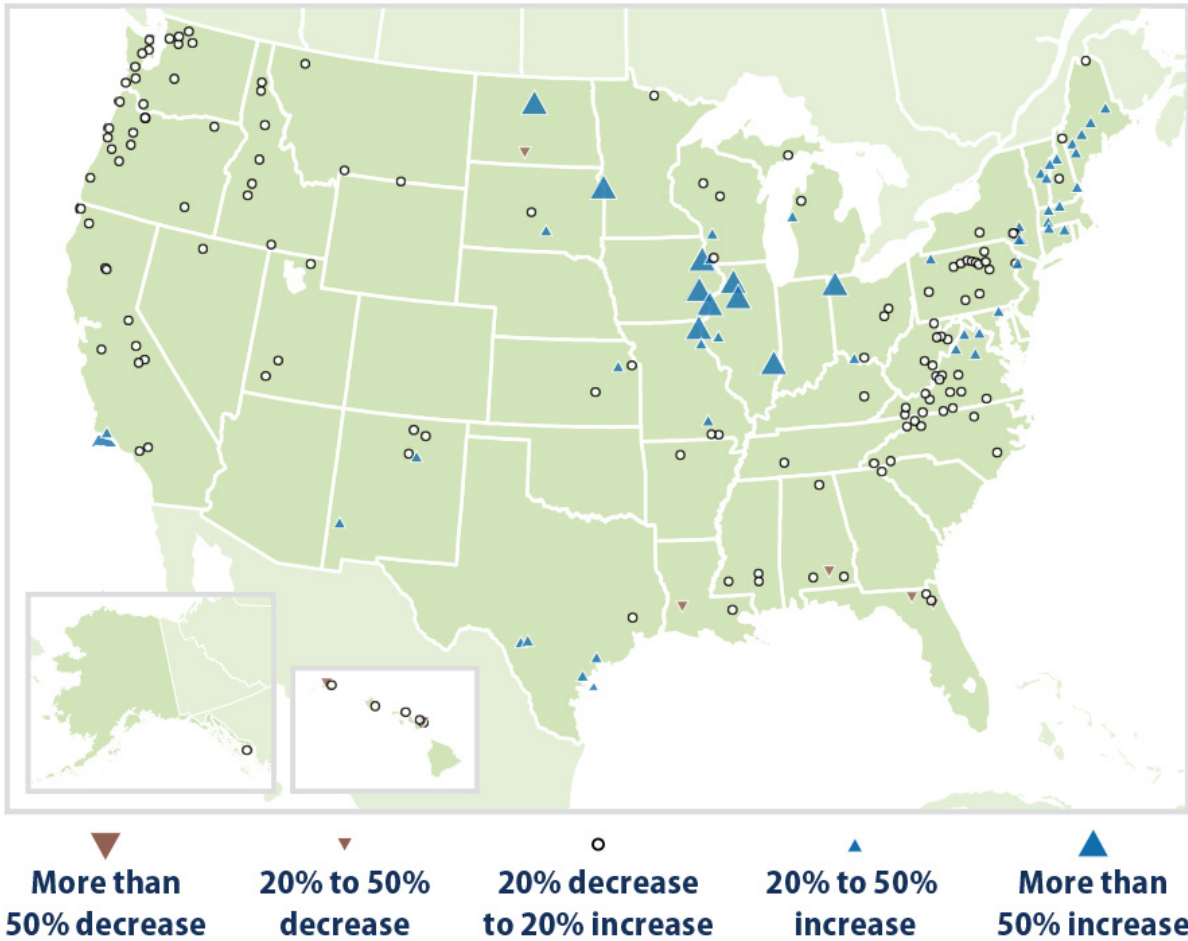 More than
50% decrease
20% to 50%
decrease
20% decrease
to 20% increase
20% to 50%
increase
More than
50% increase